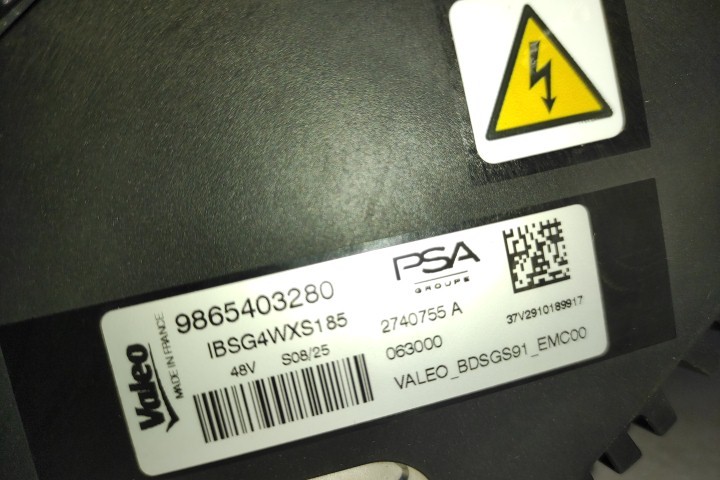 Valeo
MADE IN FRANCE
9865403280
IBSG4WXS185
48V S08/25
PSA
GROUPE
2740755 A
063000
37V2910189917
VALEO_BDSGS91_EMC00